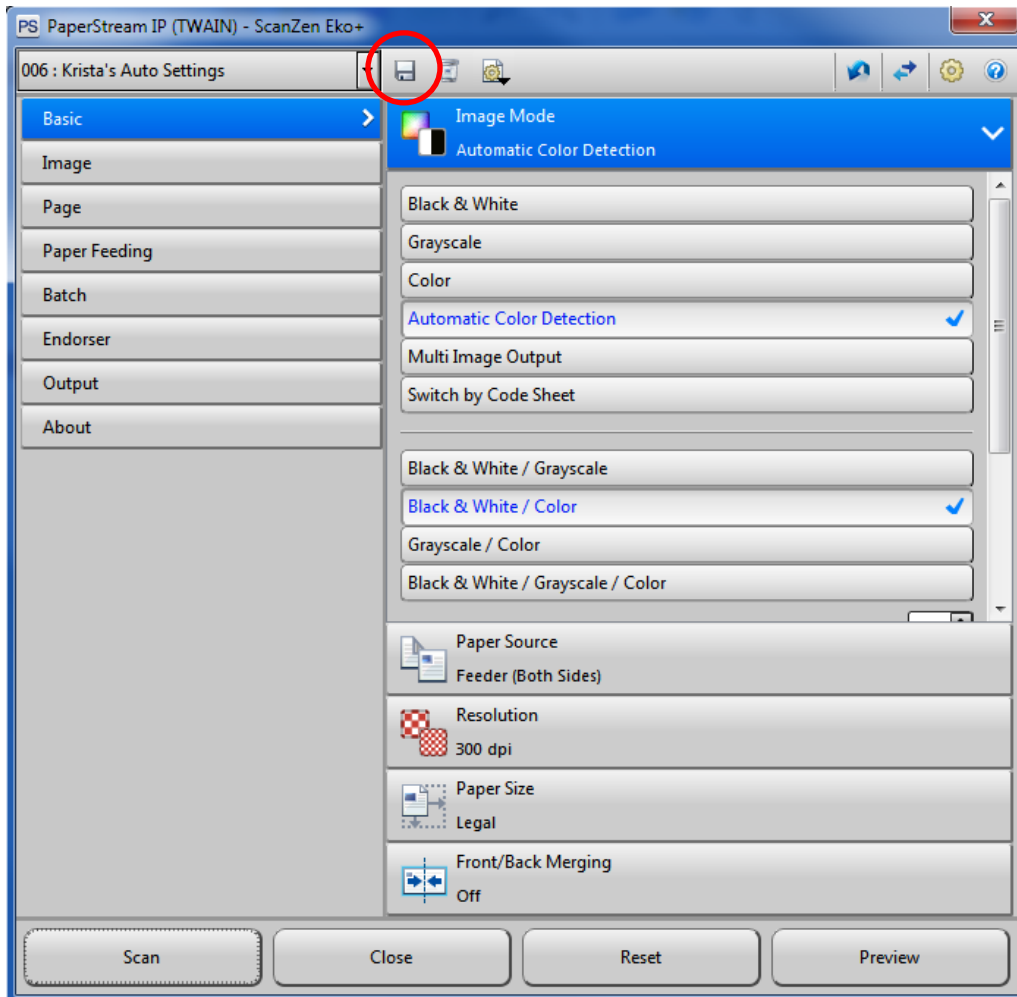 PS PaperStream IP (TWAIN) - ScanZen Eko+
006 : Krista's Auto Settings
Basic
Image
Page
Paper Feeding
Batch
Endorser
Output
About
Image Mode
Automatic Color Detection
Black & White
Grayscale
Color
Automatic Color Detection
Multi Image Output
Switch by Code Sheet
Black & White / Grayscale
Black & White / Color
Grayscale / Color
Black & White / Grayscale / Color
Paper Source
Feeder (Both Sides)
Resolution
300 dpi
Paper Size
Legal
Front/Back Merging
Off
Scan
Close
Reset
Preview